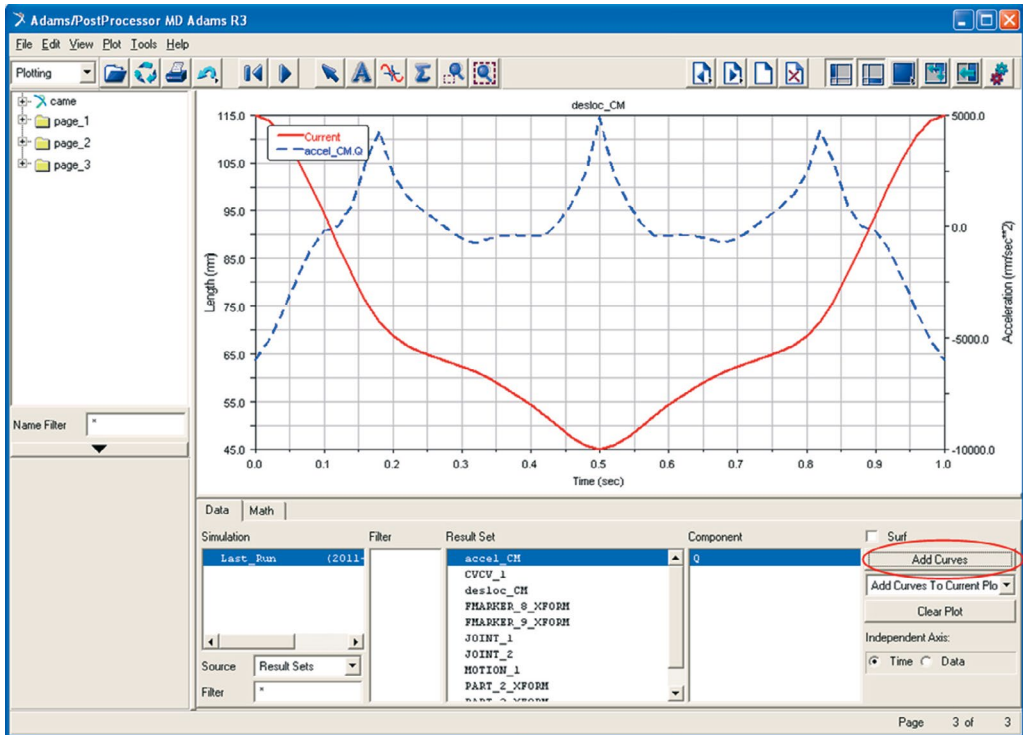 Adams/PostProcessor MD Adams R3
File Edit View Plot Tools Help
Plotting
came
page_1
page_2
page_3
Name Filter *
desloc_CM
Current
accel_CM.Q
115.0
105.0
95.0
85.0
75.0
65.0
55.0
45.0
Length (mm)
5000.0
0.0
-5000.0
-10000.0
Acceleration (mm/sec**2)
0.0 0.1 0.2 0.3 0.4 0.5 0.6 0.7 0.8 0.9 1.0
Time (sec)
Data Math
Simulation Filter Result Set Component
Last_Run (2011-
accel_CM
CVCV_1
desloc_CM
FMARKER_8_XFORM
FMARKER_9_XFORM
JOINT_1
JOINT_2
MOTION_1
PART_2_XFORM
Q
Source Result Sets
Filter *
Surf
Add Curves
Add Curves To Current Plo
Clear Plot
Independent Axis:
Time Data
Page 3 of 3